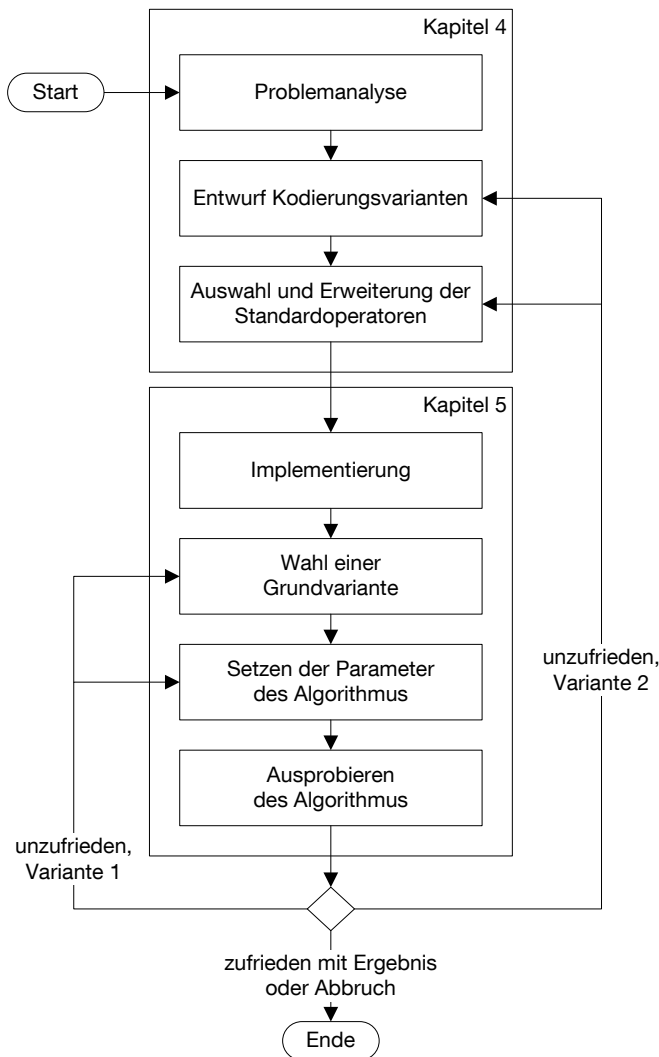 Kapitel 4
Start
Problemanalyse
Entwurf Kodierungsvarianten
Auswahl und Erweiterung der
Standardoperatoren
Kapitel 5
Implementierung
Wahl einer
Grundvariante
Setzen der Parameter
des Algorithmus
unzufrieden,
Variante 2
Ausprobieren
des Algorithmus
unzufrieden,
Variante 1
zufrieden mit Ergebnis
oder Abbruch
Ende